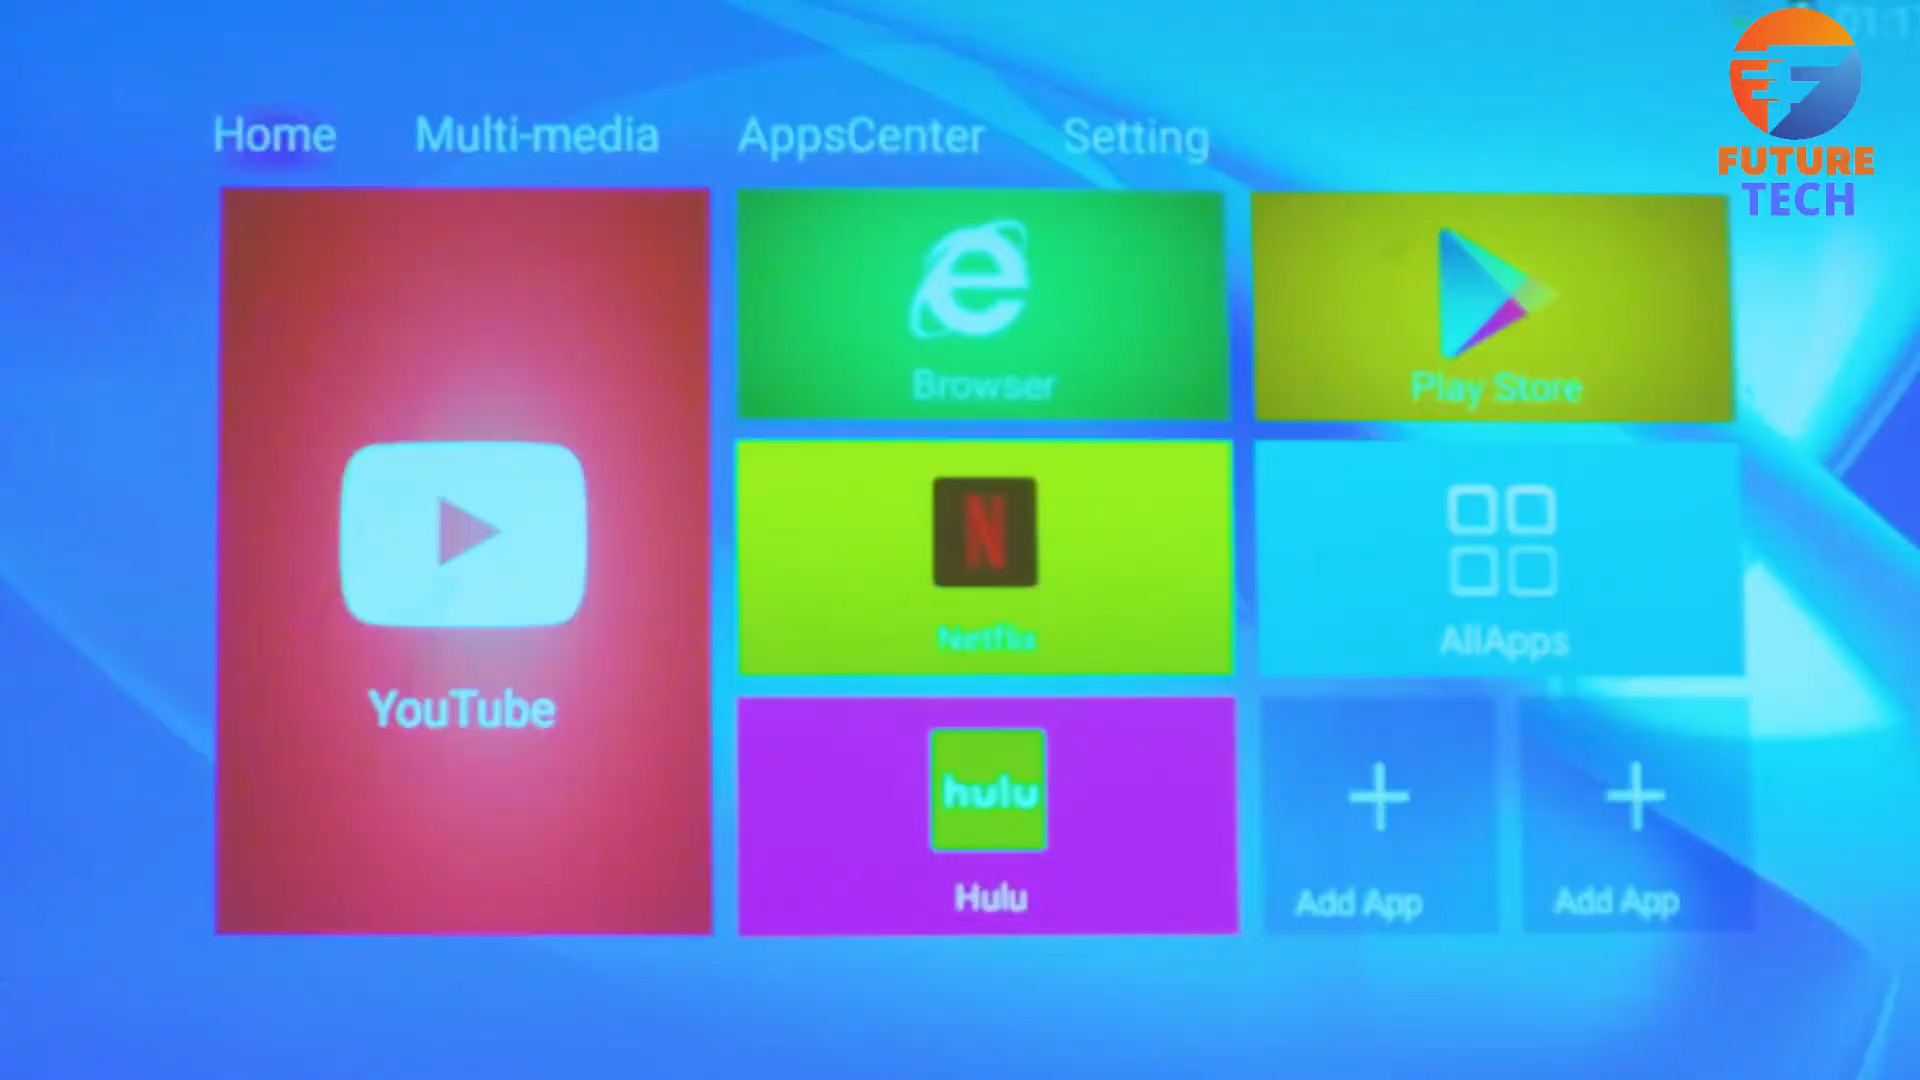 Home Multi-media AppsCenter Setting
FUTURE
TECH
Browser
Play Store
Netflix
AllApps
YouTube
hulu
Hulu
Add App
Add App